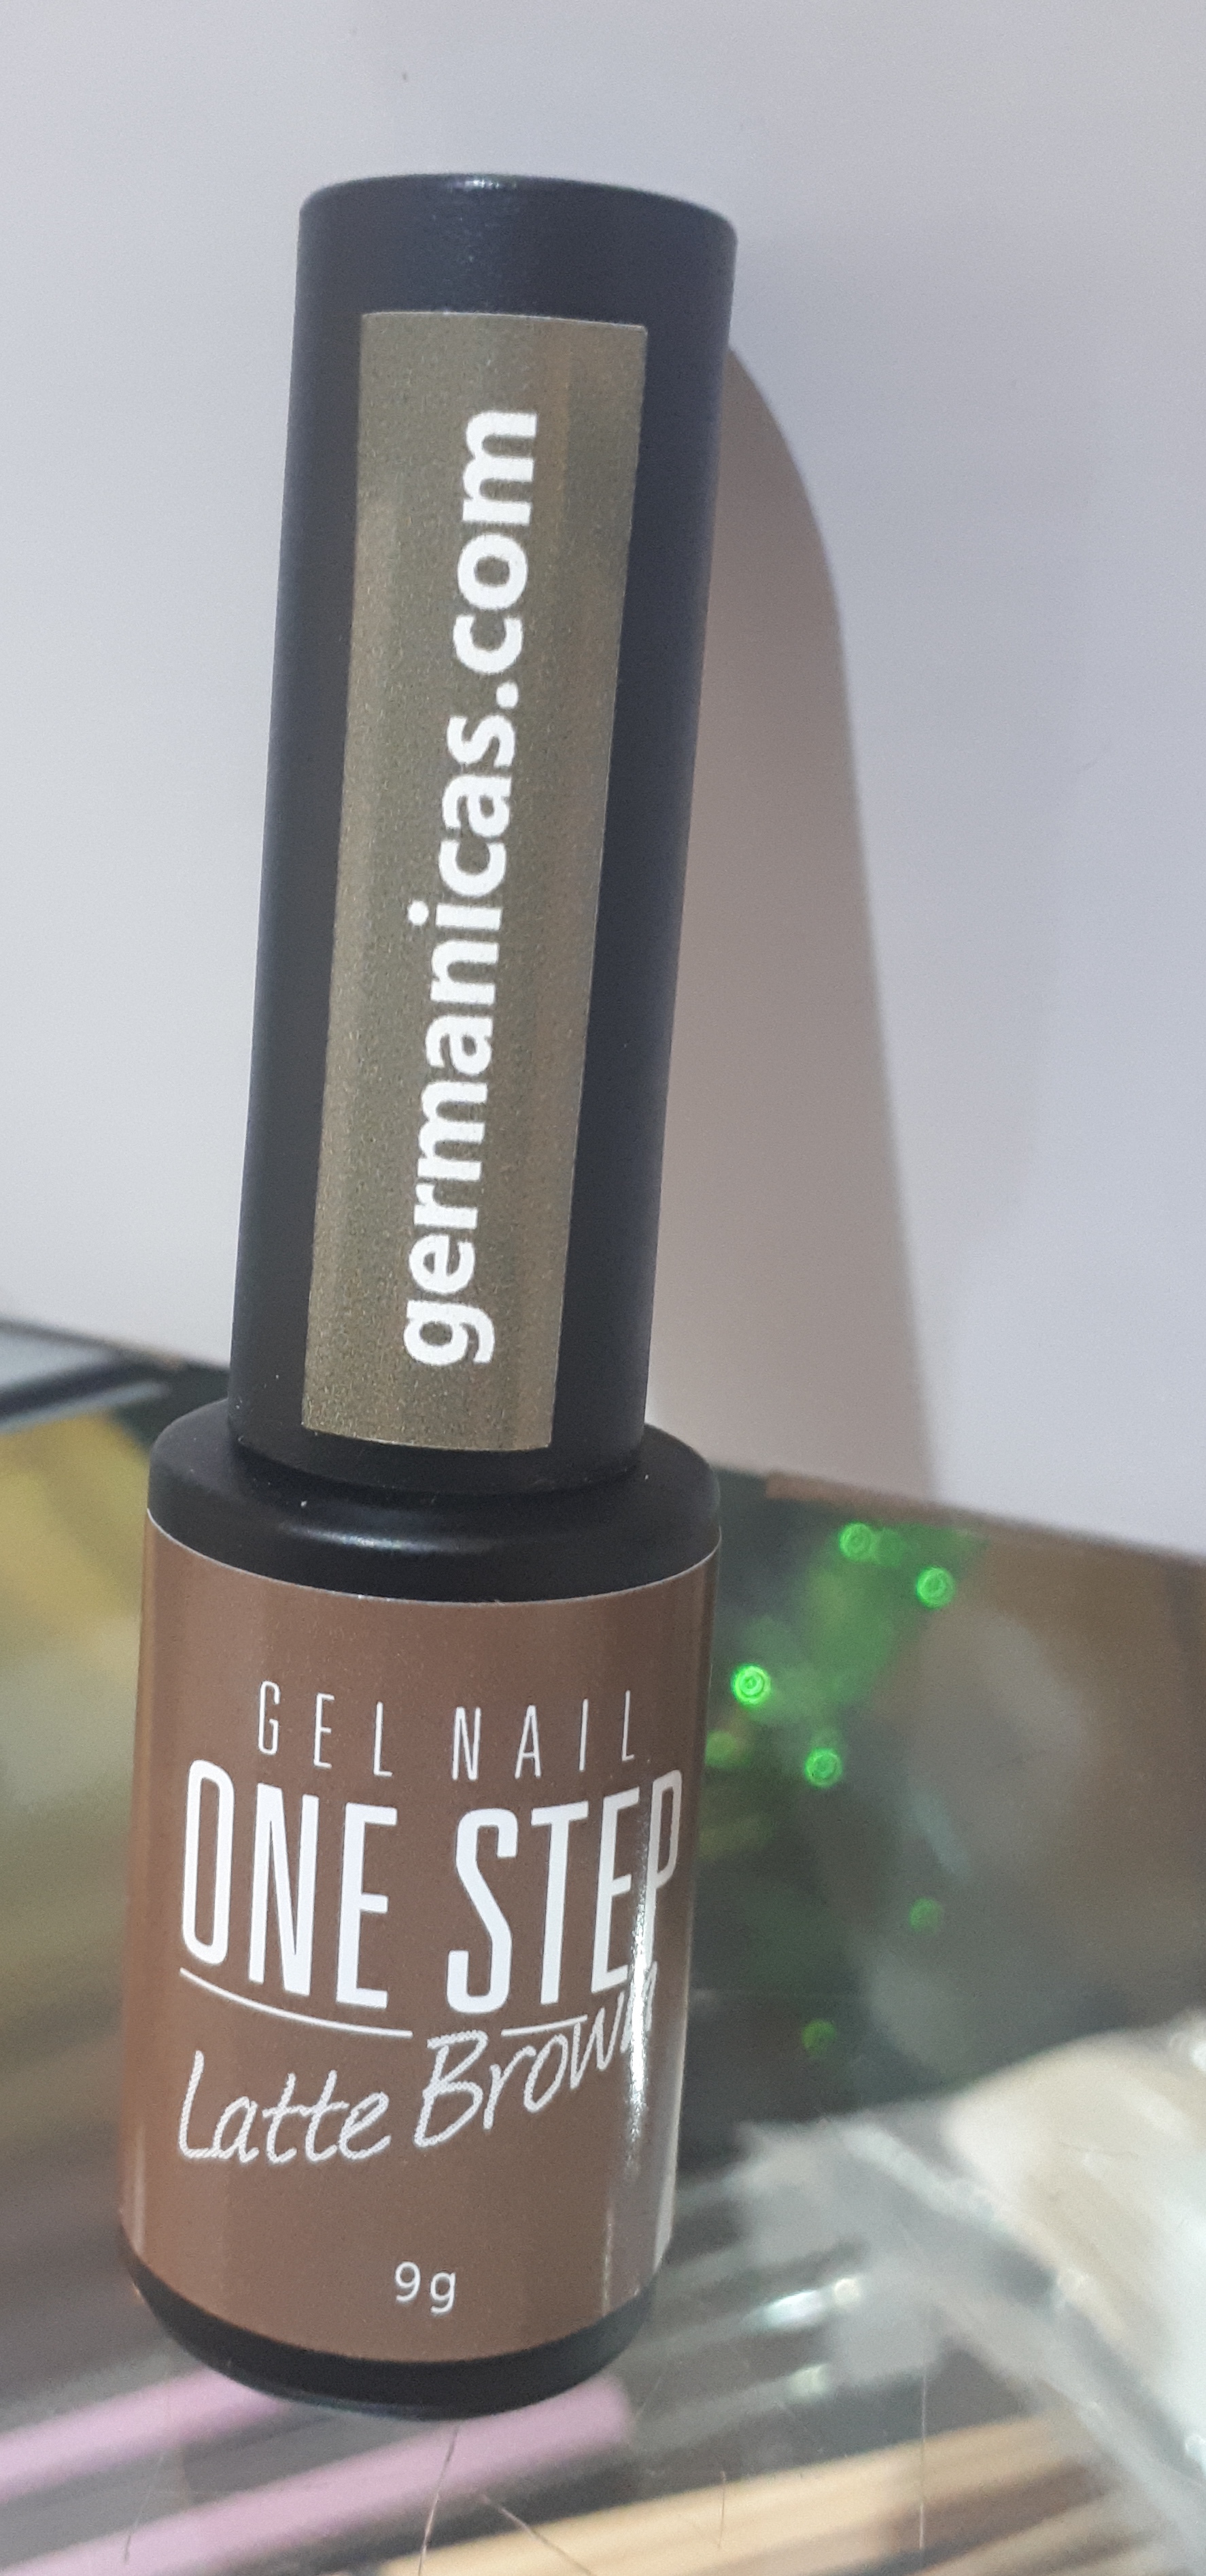 germanicas.com
GEL NAIL
ONE STEP
Latte Brown
9g